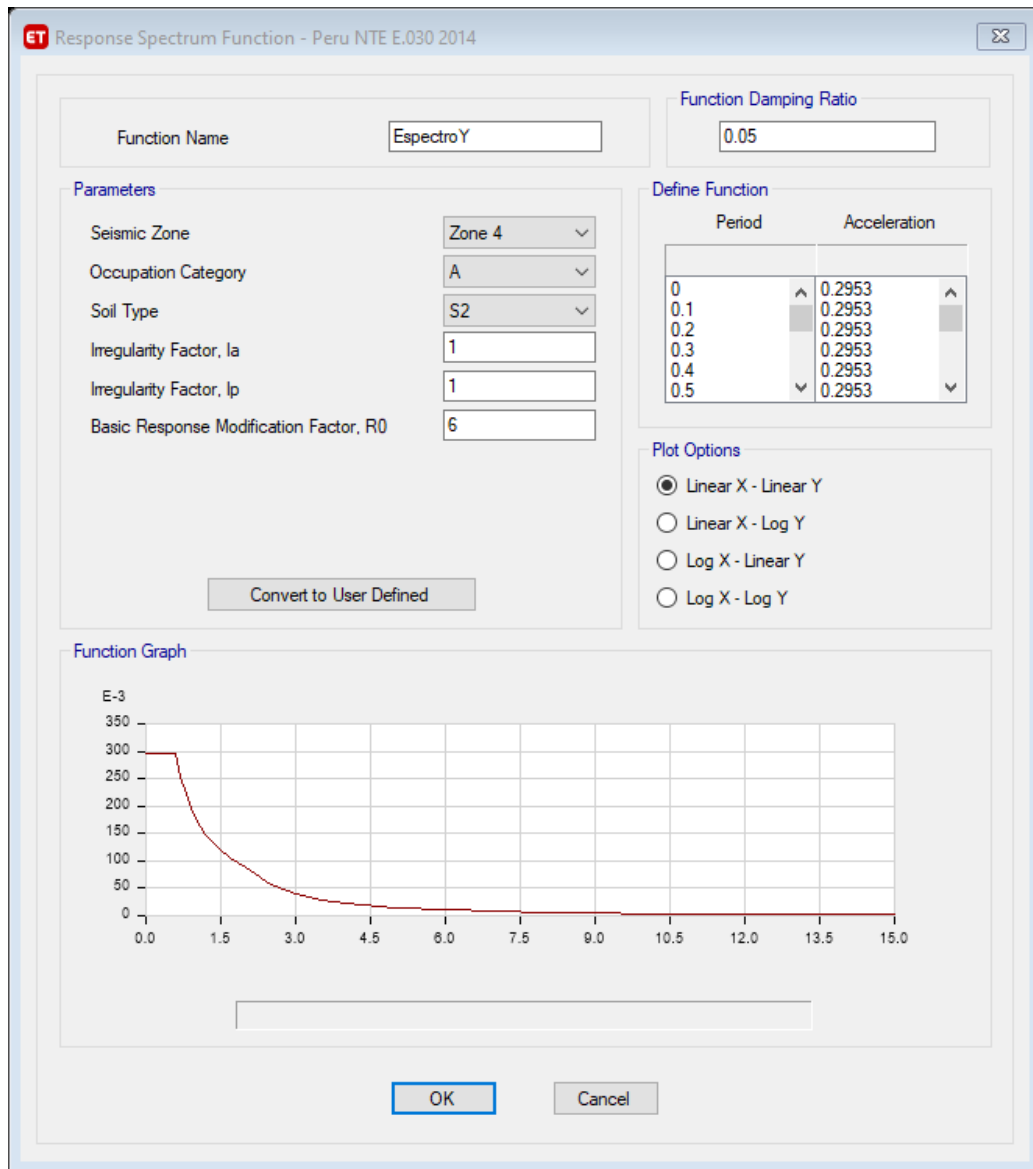 ET Response Spectrum Function - Peru NTE E.030 2014
Function Name
EspectroY
Function Damping Ratio
0.05
Parameters
Seismic Zone
Zone 4
Occupation Category
A
Soil Type
S2
Irregularity Factor, Ia
1
Irregularity Factor, Ip
1
Basic Response Modification Factor, R0
6
Convert to User Defined
Define Function
Period Acceleration
0 0.2953
0.1 0.2953
0.2 0.2953
0.3 0.2953
0.4 0.2953
0.5 0.2953
Plot Options
Linear X - Linear Y
Linear X - Log Y
Log X - Linear Y
Log X - Log Y
Function Graph
E-3
350
300
250
200
150
100
50
0
0.0 1.5 3.0 4.5 6.0 7.5 9.0 10.5 12.0 13.5 15.0
OK Cancel